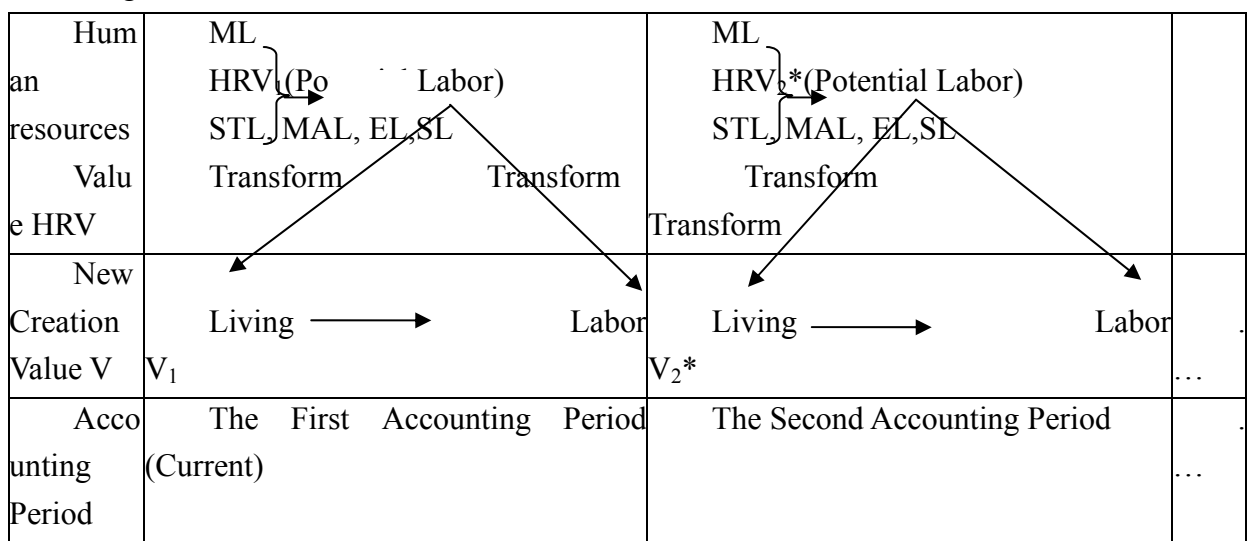 Hum
an
resources
Valu
e HRV
ML
HRV₁(Po Labor)
STL, MAL, EL,SL
Transform Transform
ML
HRV₂*(Potential Labor)
STL, MAL, EL,SL
Transform
Transform
New
Creation
Value V
Living Labor
V₁
Living Labor
V₂*
.
…
Acco
unting
Period
The First Accounting Period
(Current)
The Second Accounting Period
.
…